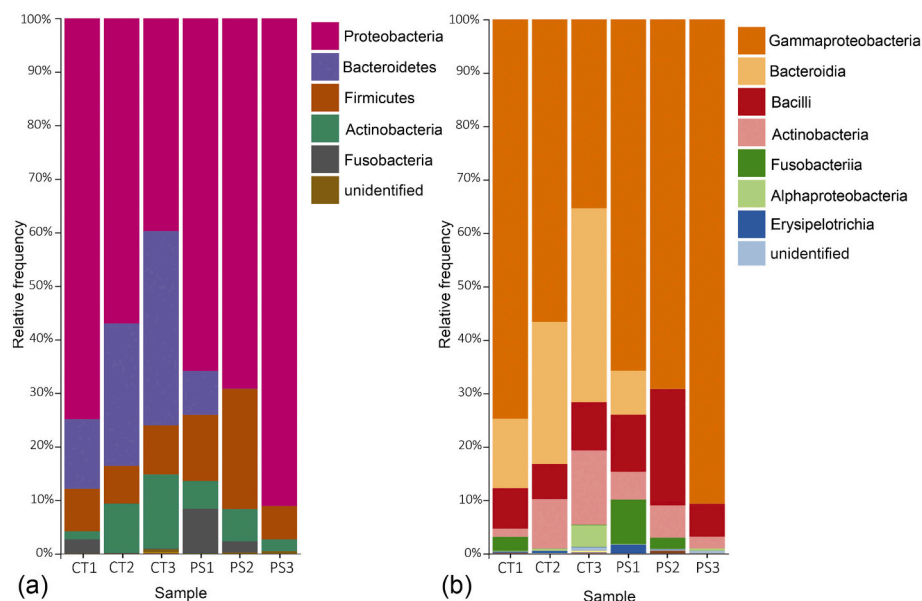 100%
90%
80%
70%
60%
50%
40%
30%
20%
10%
0%
Relative frequency
CT1 CT2 CT3 PS1 PS2 PS3
Sample
(a)
Proteobacteria
Bacteroidetes
Firmicutes
Actinobacteria
Fusobacteria
unidentified
100%
90%
80%
70%
60%
50%
40%
30%
20%
10%
0%
Relative frequency
CT1 CT2 CT3 PS1 PS2 PS3
Sample
(b)
Gammaproteobacteria
Bacteroidia
Bacilli
Actinobacteria
Fusobacteriia
Alphaproteobacteria
Erysipelotrichia
unidentified